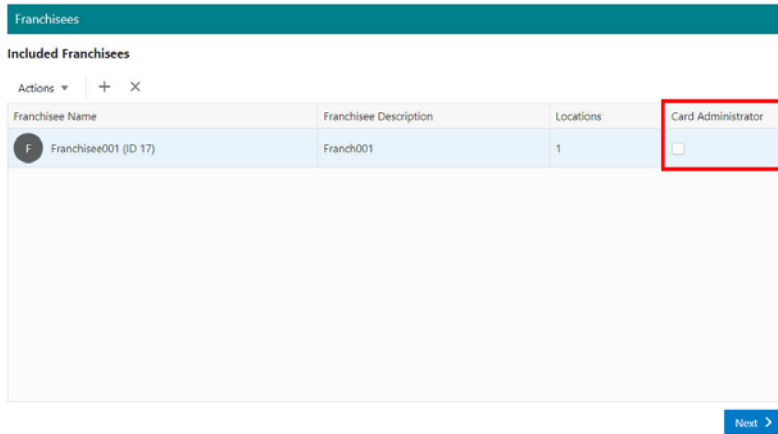 Franchisees
Included Franchisees
Actions
Franchisee Name Franchisee Description Locations Card Administrator
F Franchisee001 (ID 17) Franch001 1
Next